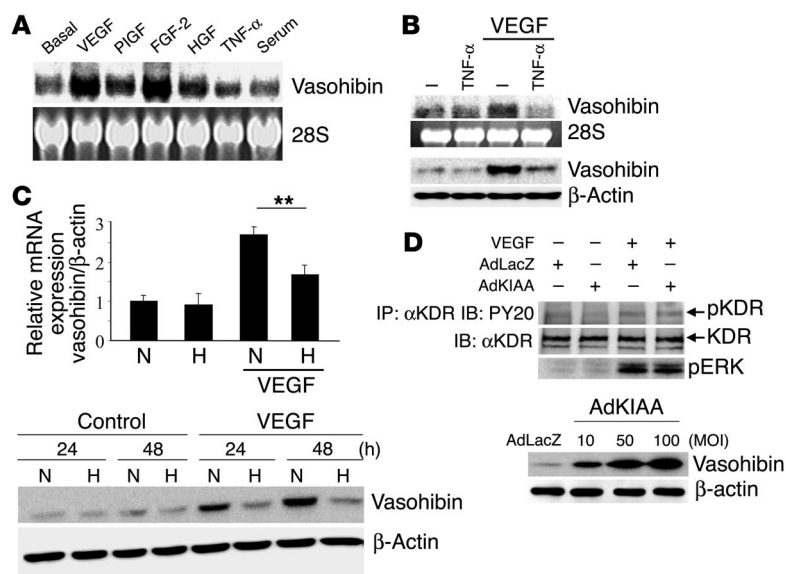 A
Basal VEGF PlGF FGF-2 HGF TNF-α Serum
Vasohibin
28S
B
VEGF
– TNF-α – TNF-α
Vasohibin
28S
Vasohibin
β-Actin
C
Relative mRNA
expression
vasohibin/β-actin
3
2
1
0
**
N H N H
VEGF
Control VEGF
24 48 24 48 (h)
N H N H N H N H
Vasohibin
β-Actin
D
VEGF – – + +
AdLacZ + – + –
AdKIAA – + – +
IP: αKDR IB: PY20 pKDR
IB: αKDR KDR
pERK
AdKIAA
AdLacZ 10 50 100 (MOI)
Vasohibin
β-actin